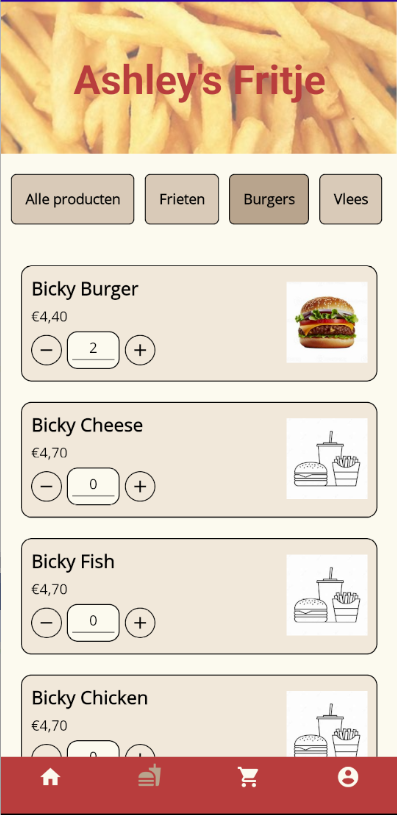 Ashley's Fritje
Alle producten Frieten Burgers Vlees
Bicky Burger
€4,40
2
Bicky Cheese
€4,70
0
Bicky Fish
€4,70
0
Bicky Chicken
€4,70
0